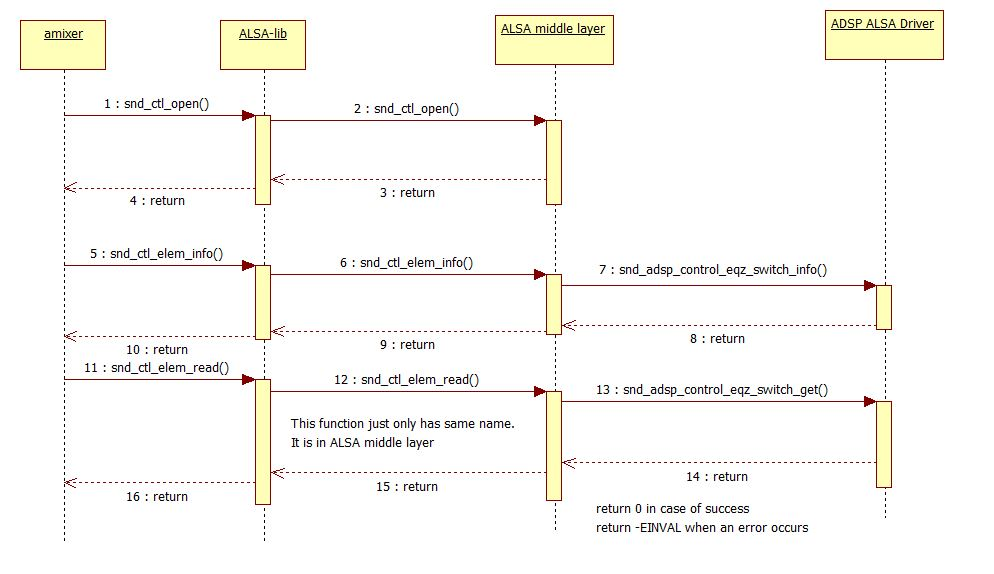 amixer
ALSA-lib
ALSA middle layer
ADSP ALSA Driver
1 : snd_ctl_open()
2 : snd_ctl_open()
3 : return
4 : return
5 : snd_ctl_elem_info()
6 : snd_ctl_elem_info()
7 : snd_adsp_control_eqz_switch_info()
8 : return
9 : return
10 : return
11 : snd_ctl_elem_read()
12 : snd_ctl_elem_read()
13 : snd_adsp_control_eqz_switch_get()
This function just only has same name.
It is in ALSA middle layer
14 : return
15 : return
16 : return
return 0 in case of success
return -EINVAL when an error occurs